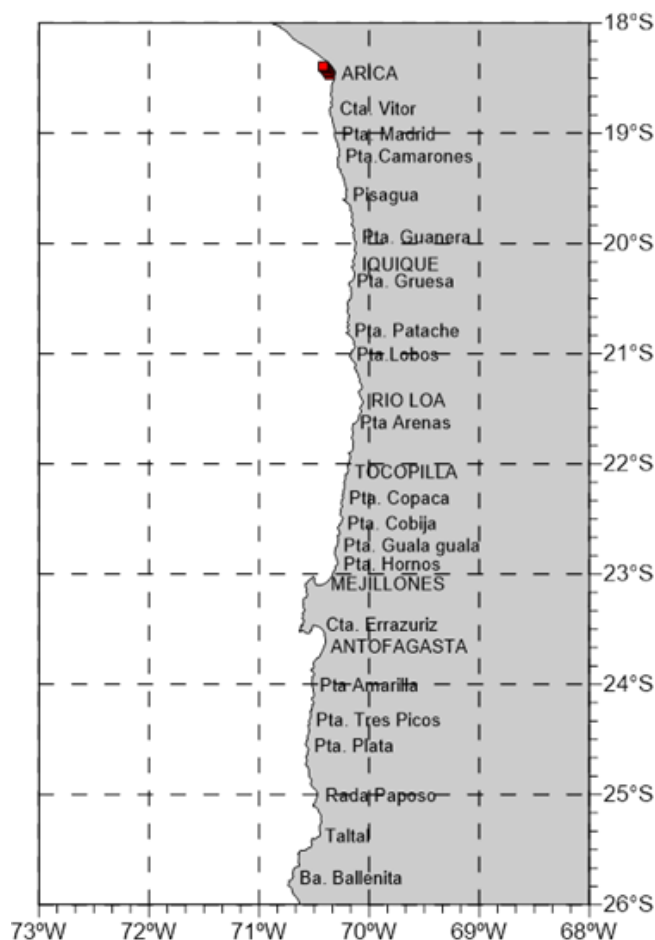 18°S
ARICA
Cta. Vitor
19°S
Pta. Madrid
Pta.Camarones
Pisagua
Pta. Guanera
20°S
IQUIQUE
Pta. Gruesa
Pta. Patache
21°S
Pta.Lobos
RIO LOA
Pta Arenas
22°S
TOCOPILLA
Pta. Copaca
Pta. Cobija
Pta. Guala guala
Pta. Hornos
23°S
MEJILLONES
Cta. Errazuriz
ANTOFAGASTA
24°S
Pta Amarilla
Pta. Tres Picos
Pta. Plata
25°S
Rada Paposo
Taltal
Ba. Ballenita
26°S
73°W 72°W 71°W 70°W 69°W 68°W